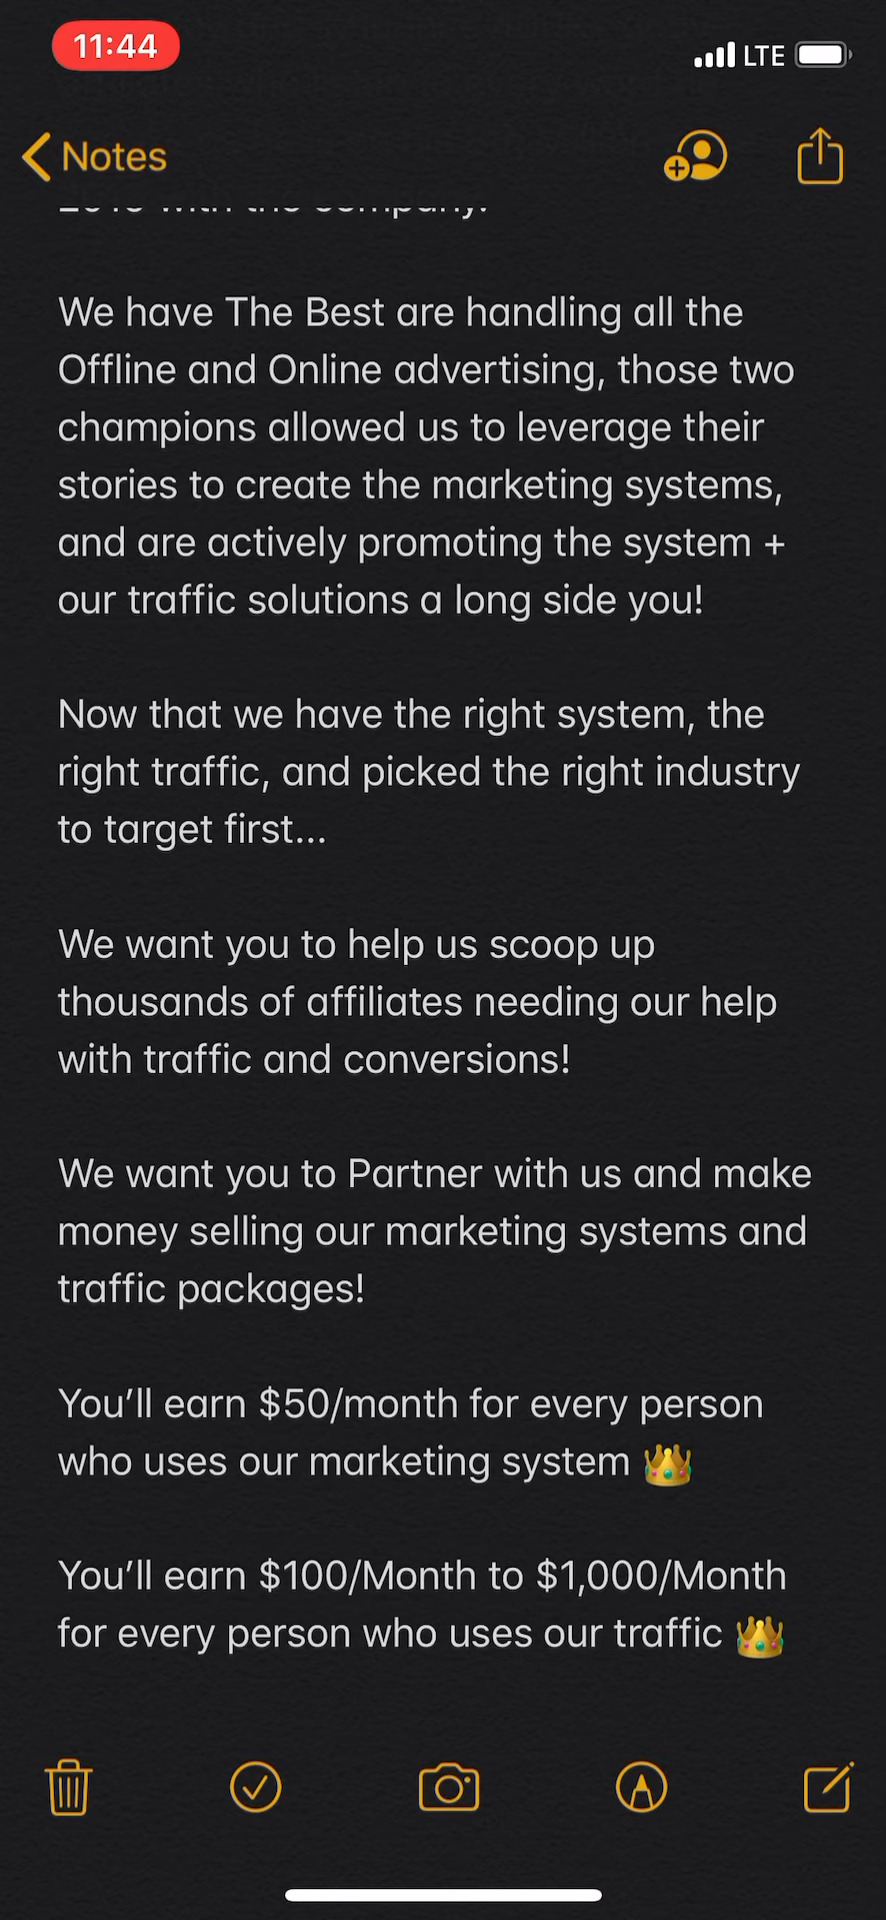 11:44
LTE
Notes
with the company.
We have The Best are handling all the
Offline and Online advertising, those two
champions allowed us to leverage their
stories to create the marketing systems,
and are actively promoting the system +
our traffic solutions a long side you!
Now that we have the right system, the
right traffic, and picked the right industry
to target first...
We want you to help us scoop up
thousands of affiliates needing our help
with traffic and conversions!
We want you to Partner with us and make
money selling our marketing systems and
traffic packages!
You’ll earn $50/month for every person
who uses our marketing system 👑
You’ll earn $100/Month to $1,000/Month
for every person who uses our traffic 👑